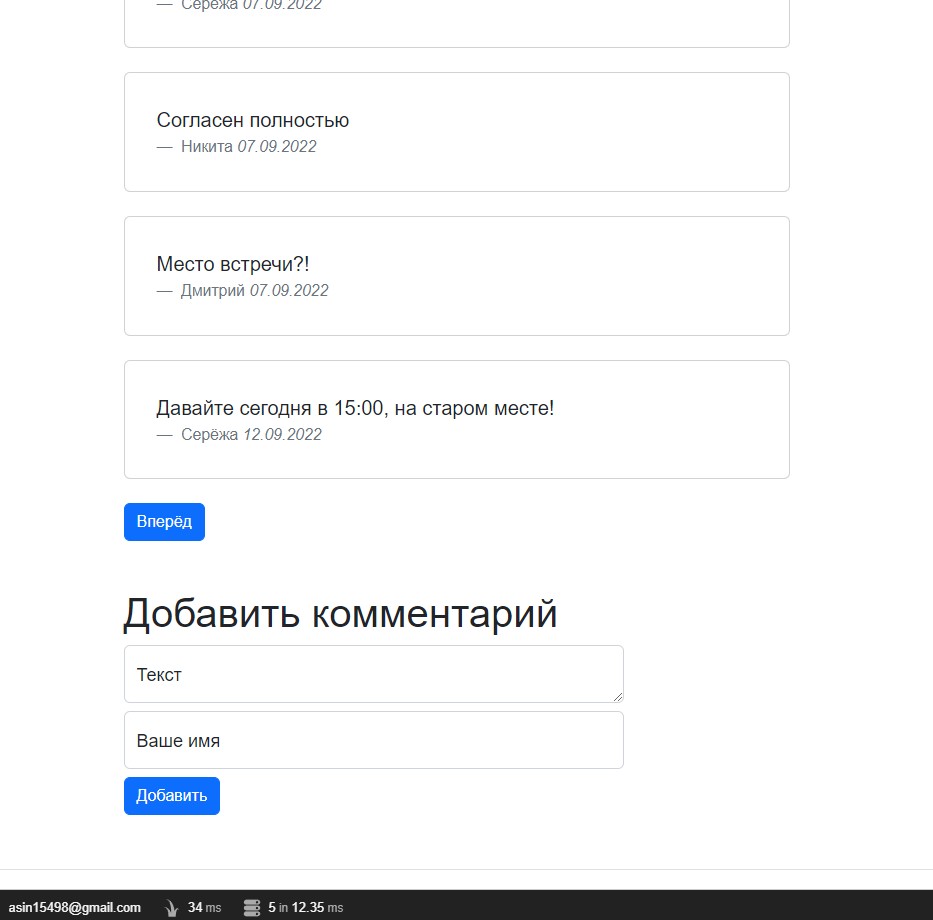 — Серёжа 07.09.2022
Согласен полностью
— Никита 07.09.2022
Место встречи?!
— Дмитрий 07.09.2022
Давайте сегодня в 15:00, на старом месте!
— Серёжа 12.09.2022
Вперёд
Добавить комментарий
Текст
Ваше имя
Добавить
asin15498@gmail.com 34 ms 5 in 12.35 ms